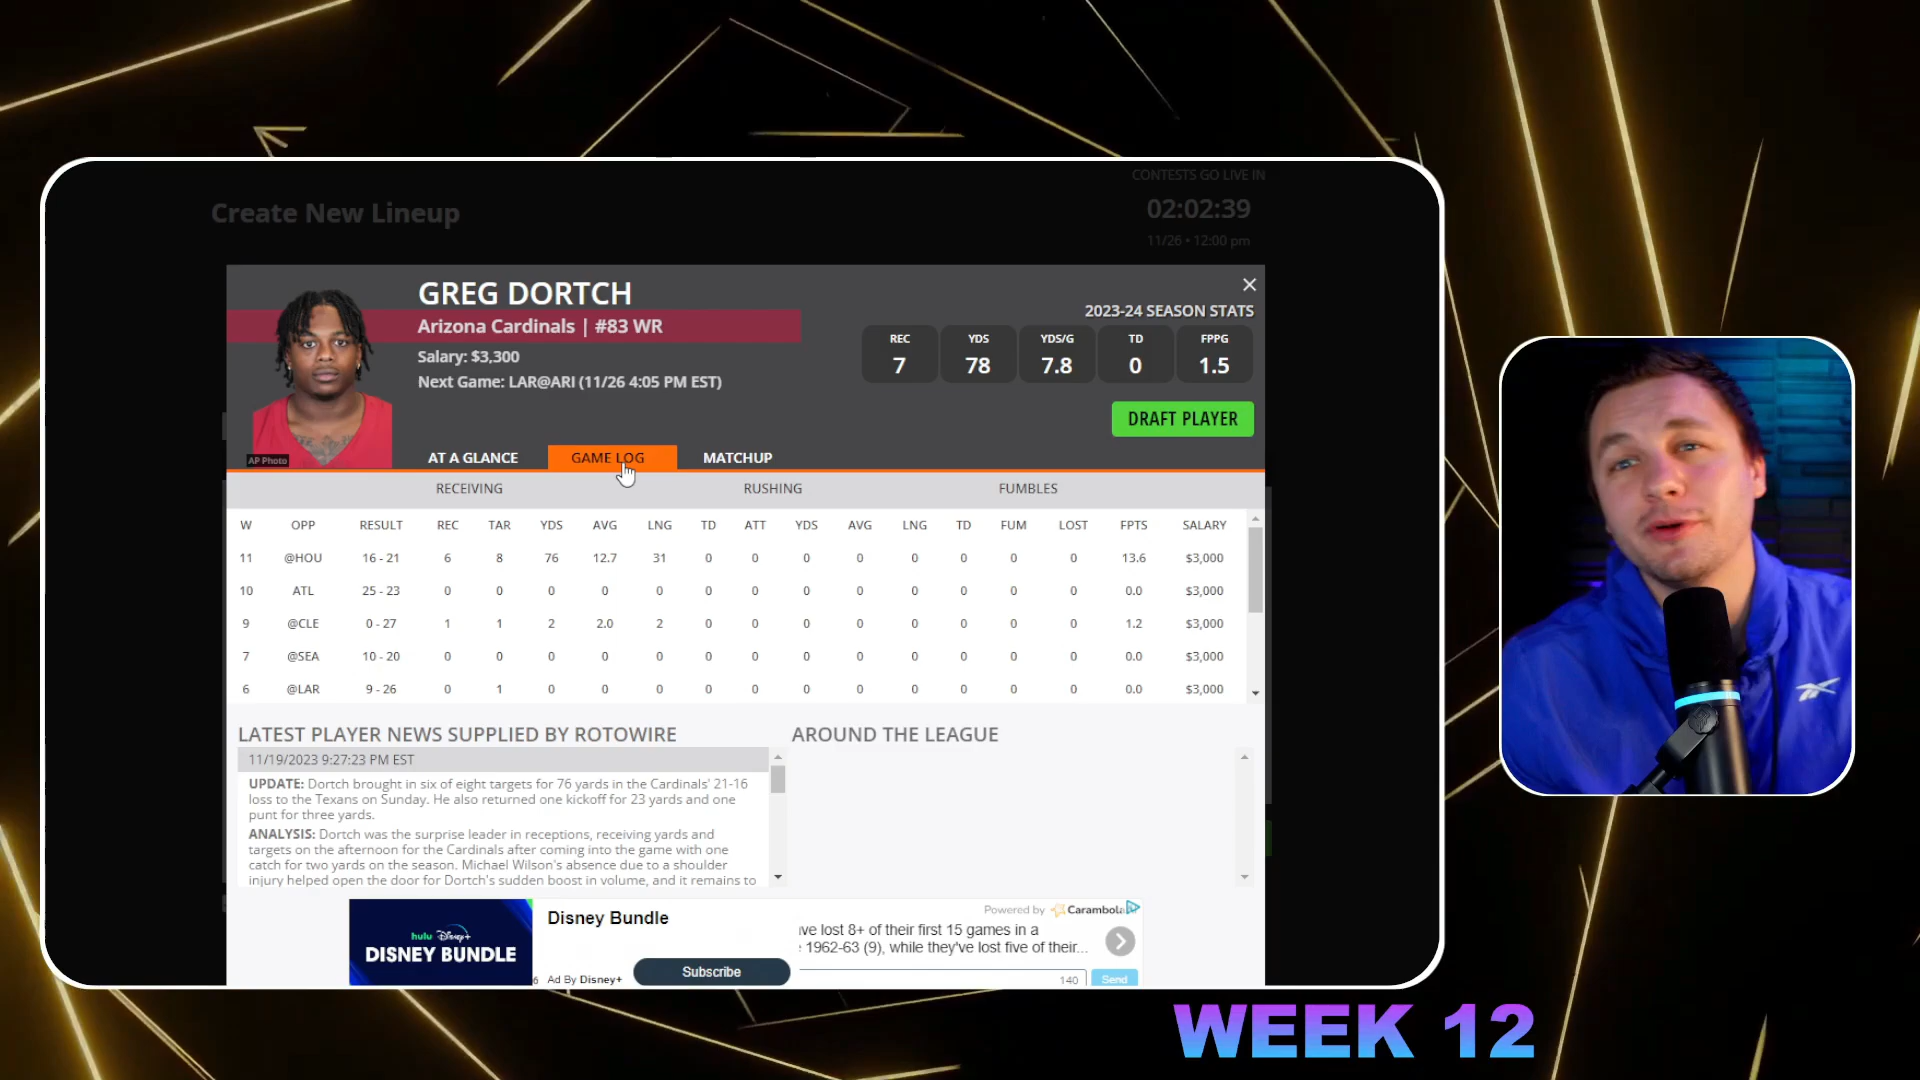 CONTESTS GO LIVE IN
Create New Lineup
02:02:39
11/26 • 12:00 pm
GREG DORTCH
Arizona Cardinals | #83 WR
Salary: $3,300
Next Game: LAR@ARI (11/26 4:05 PM EST)
2023-24 SEASON STATS
REC YDS YDS/G TD FPPG
7 78 7.8 0 1.5
DRAFT PLAYER
AP Photo
AT A GLANCE GAME LOG MATCHUP
RECEIVING RUSHING FUMBLES
W OPP RESULT REC TAR YDS AVG LNG TD ATT YDS AVG LNG TD FUM LOST FPTS SALARY
11 @HOU 16 - 21 6 8 76 12.7 31 0 0 0 0 0 0 0 0 13.6 $3,000
10 ATL 25 - 23 0 0 0 0 0 0 0 0 0 0 0 0 0 0.0 $3,000
9 @CLE 0 - 27 1 1 2 2.0 2 0 0 0 0 0 0 0 0 1.2 $3,000
7 @SEA 10 - 20 0 0 0 0 0 0 0 0 0 0 0 0 0 0.0 $3,000
6 @LAR 9 - 26 0 1 0 0 0 0 0 0 0 0 0 0 0 0.0 $3,000
LATEST PLAYER NEWS SUPPLIED BY ROTOWIRE
11/19/2023 9:27:23 PM EST
UPDATE: Dortch brought in six of eight targets for 76 yards in the Cardinals' 21-16
loss to the Texans on Sunday. He also returned one kickoff for 23 yards and one
punt for three yards.
ANALYSIS: Dortch was the surprise leader in receptions, receiving yards and
targets on the afternoon for the Cardinals after coming into the game with one
catch for two yards on the season. Michael Wilson's absence due to a shoulder
injury helped open the door for Dortch's sudden boost in volume, and it remains to
AROUND THE LEAGUE
hulu Disney+
DISNEY BUNDLE
Disney Bundle
6 Ad By Disney+
Subscribe
Powered by Carambola
ve lost 8+ of their first 15 games in a
1962-63 (9), while they've lost five of their...
140 Send
WEEK 12